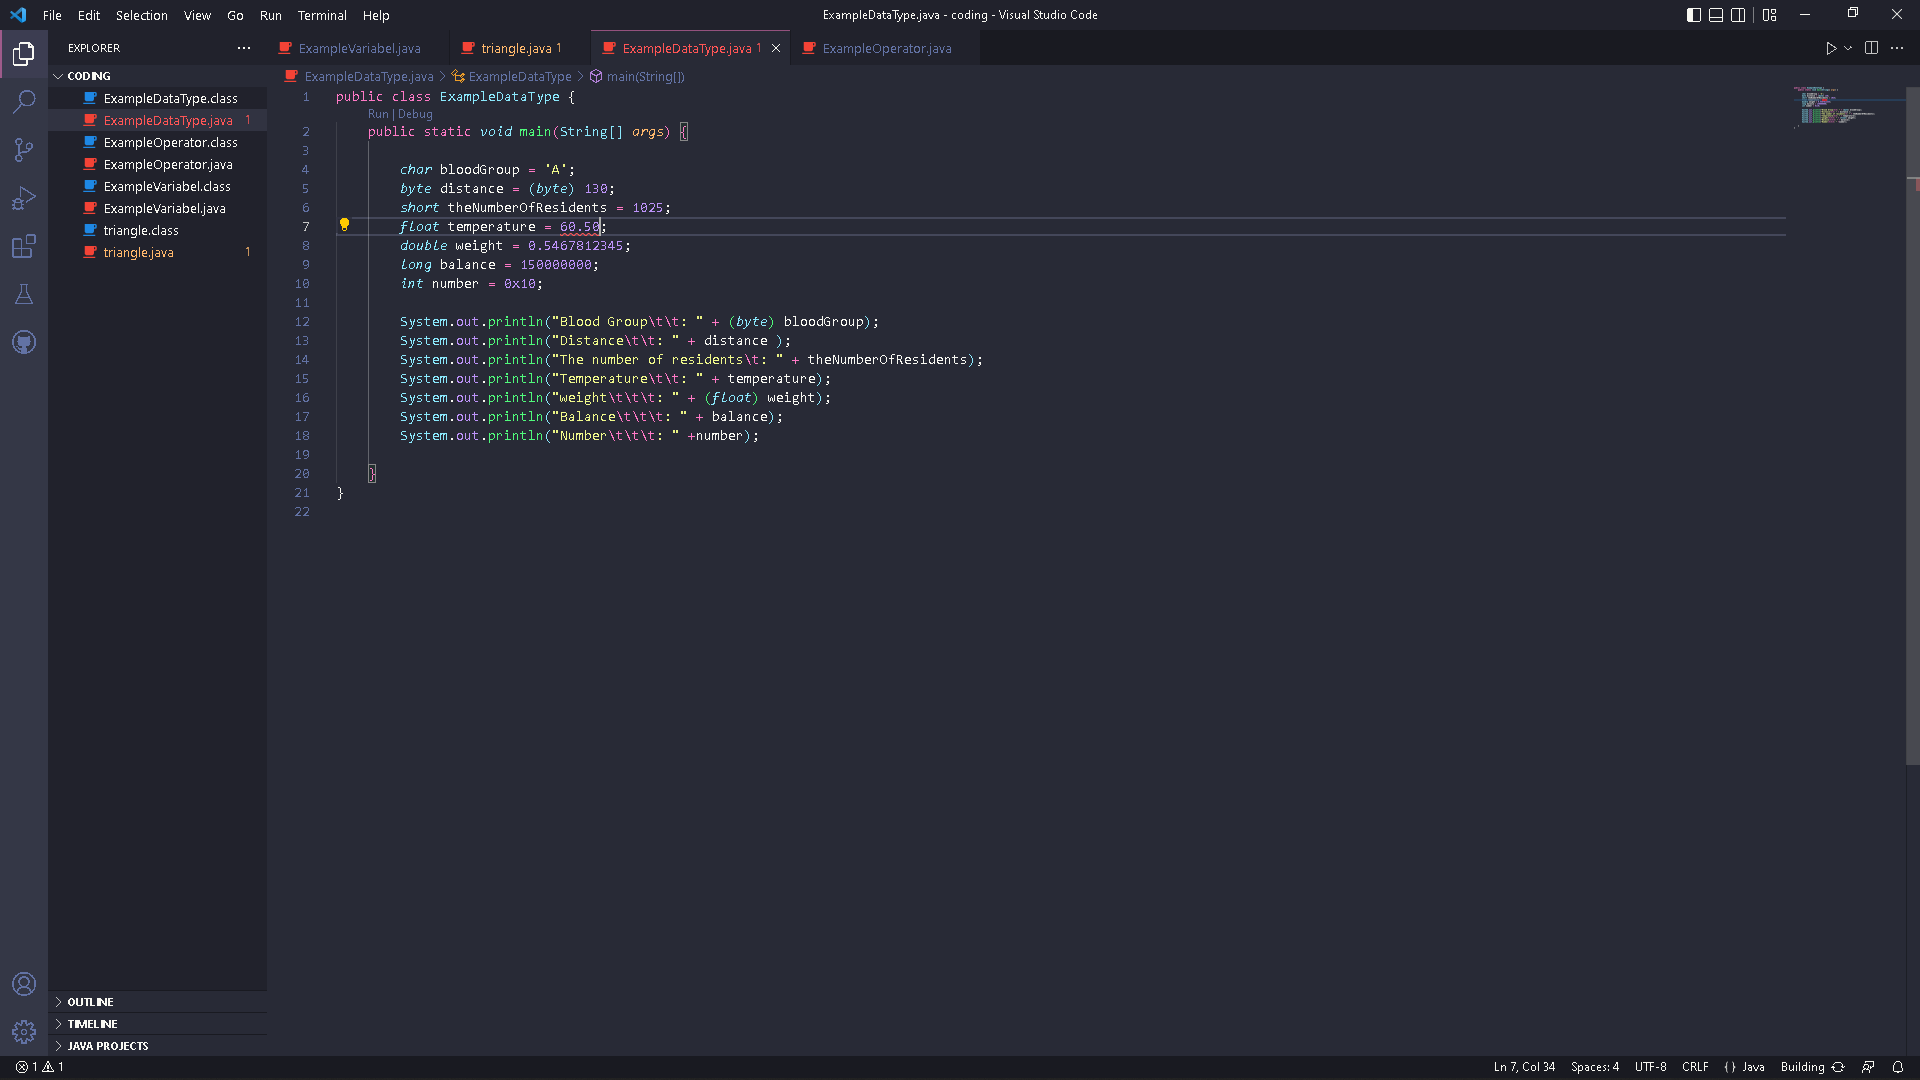 File Edit Selection View Go Run Terminal Help
ExampleDataType.java - coding - Visual Studio Code
EXPLORER
ExampleVariabel.java
triangle.java 1
ExampleDataType.java 1
ExampleOperator.java
CODING
ExampleDataType.class
ExampleDataType.java 1
ExampleOperator.class
ExampleOperator.java
ExampleVariabel.class
ExampleVariabel.java
triangle.class
triangle.java 1
ExampleDataType.java > ExampleDataType > main(String[])
1 public class ExampleDataType {
Run | Debug
2 public static void main(String[] args) {
3
4 char bloodGroup = 'A';
5 byte distance = (byte) 130;
6 short theNumberOfResidents = 1025;
7 float temperature = 60.50;
8 double weight = 0.5467812345;
9 long balance = 150000000;
10 int number = 0x10;
11
12 System.out.println("Blood Group\t\t: " + (byte) bloodGroup);
13 System.out.println("Distance\t\t: " + distance );
14 System.out.println("The number of residents\t: " + theNumberOfResidents);
15 System.out.println("Temperature\t\t: " + temperature);
16 System.out.println("weight\t\t\t: " + (float) weight);
17 System.out.println("Balance\t\t\t: " + balance);
18 System.out.println("Number\t\t\t: " +number);
19
20 }
21 }
22
OUTLINE
TIMELINE
JAVA PROJECTS
1 1
Ln 7, Col 34 Spaces: 4 UTF-8 CRLF {} Java Building